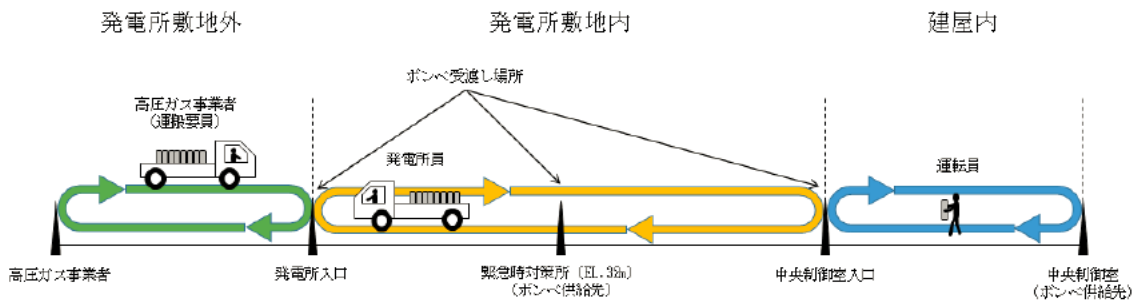 発電所敷地外
発電所敷地内
建屋内
ボンベ受渡し場所
高圧ガス事業者
(運搬要員)
発電所員
運転員
高圧ガス事業者
発電所入口
緊急時対策所（EL.32m）
(ボンベ供給先)
中央制御室入口
中央制御室
(ボンベ供給先)